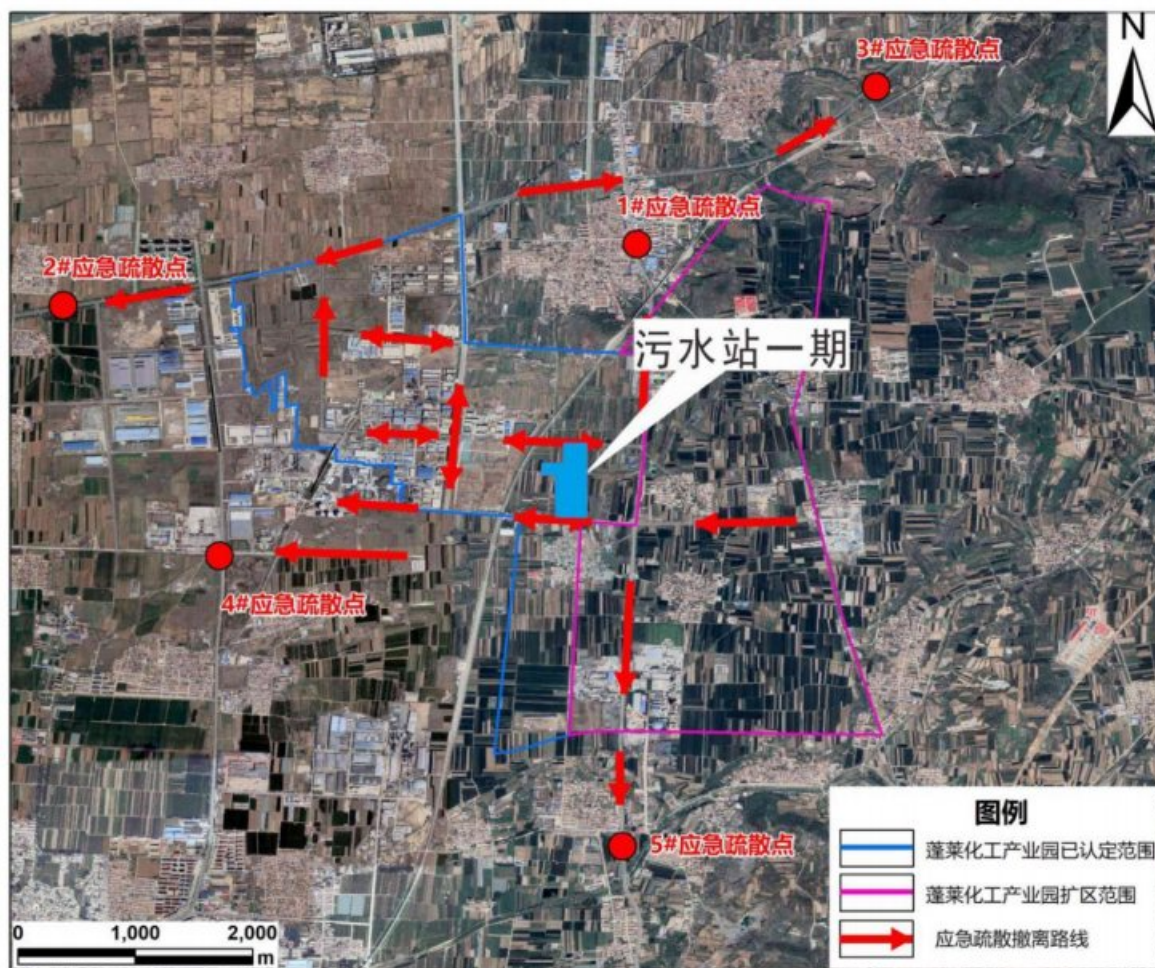 N
3#应急疏散点
1#应急疏散点
2#应急疏散点
污水站一期
4#应急疏散点
5#应急疏散点
图例
蓬莱化工产业园已认定范围
蓬莱化工产业园扩区范围
应急疏散撤离路线
0 1,000 2,000
m